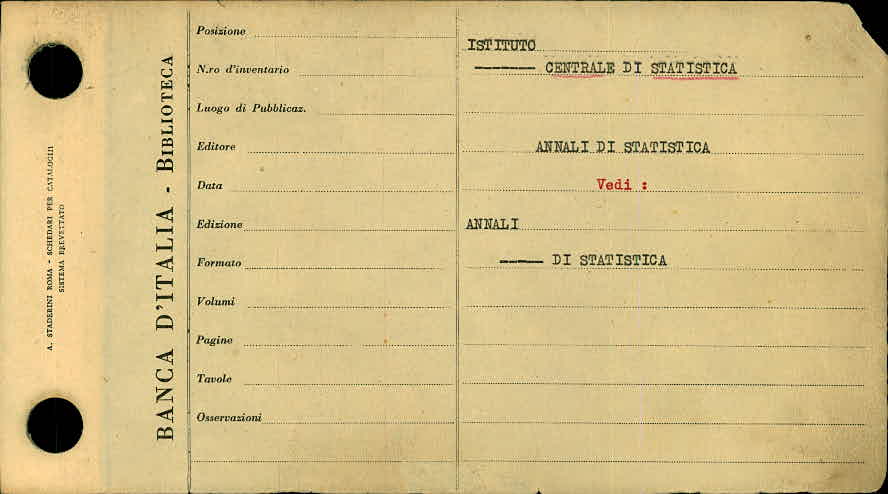 A. STADERINI ROMA - SCHEDARI PER CATALOGHI
SISTEMA BREVETTATO
BANCA D'ITALIA - BIBLIOTECA
Posizione
N.ro d'inventario
Luogo di Pubblicaz.
Editore
Data
Edizione
Formato
Volumi
Pagine
Tavole
Osservazioni
ISTITUTO
------- CENTRALE DI STATISTICA
ANNALI DI STATISTICA
Vedi :
ANNALI
----- DI STATISTICA